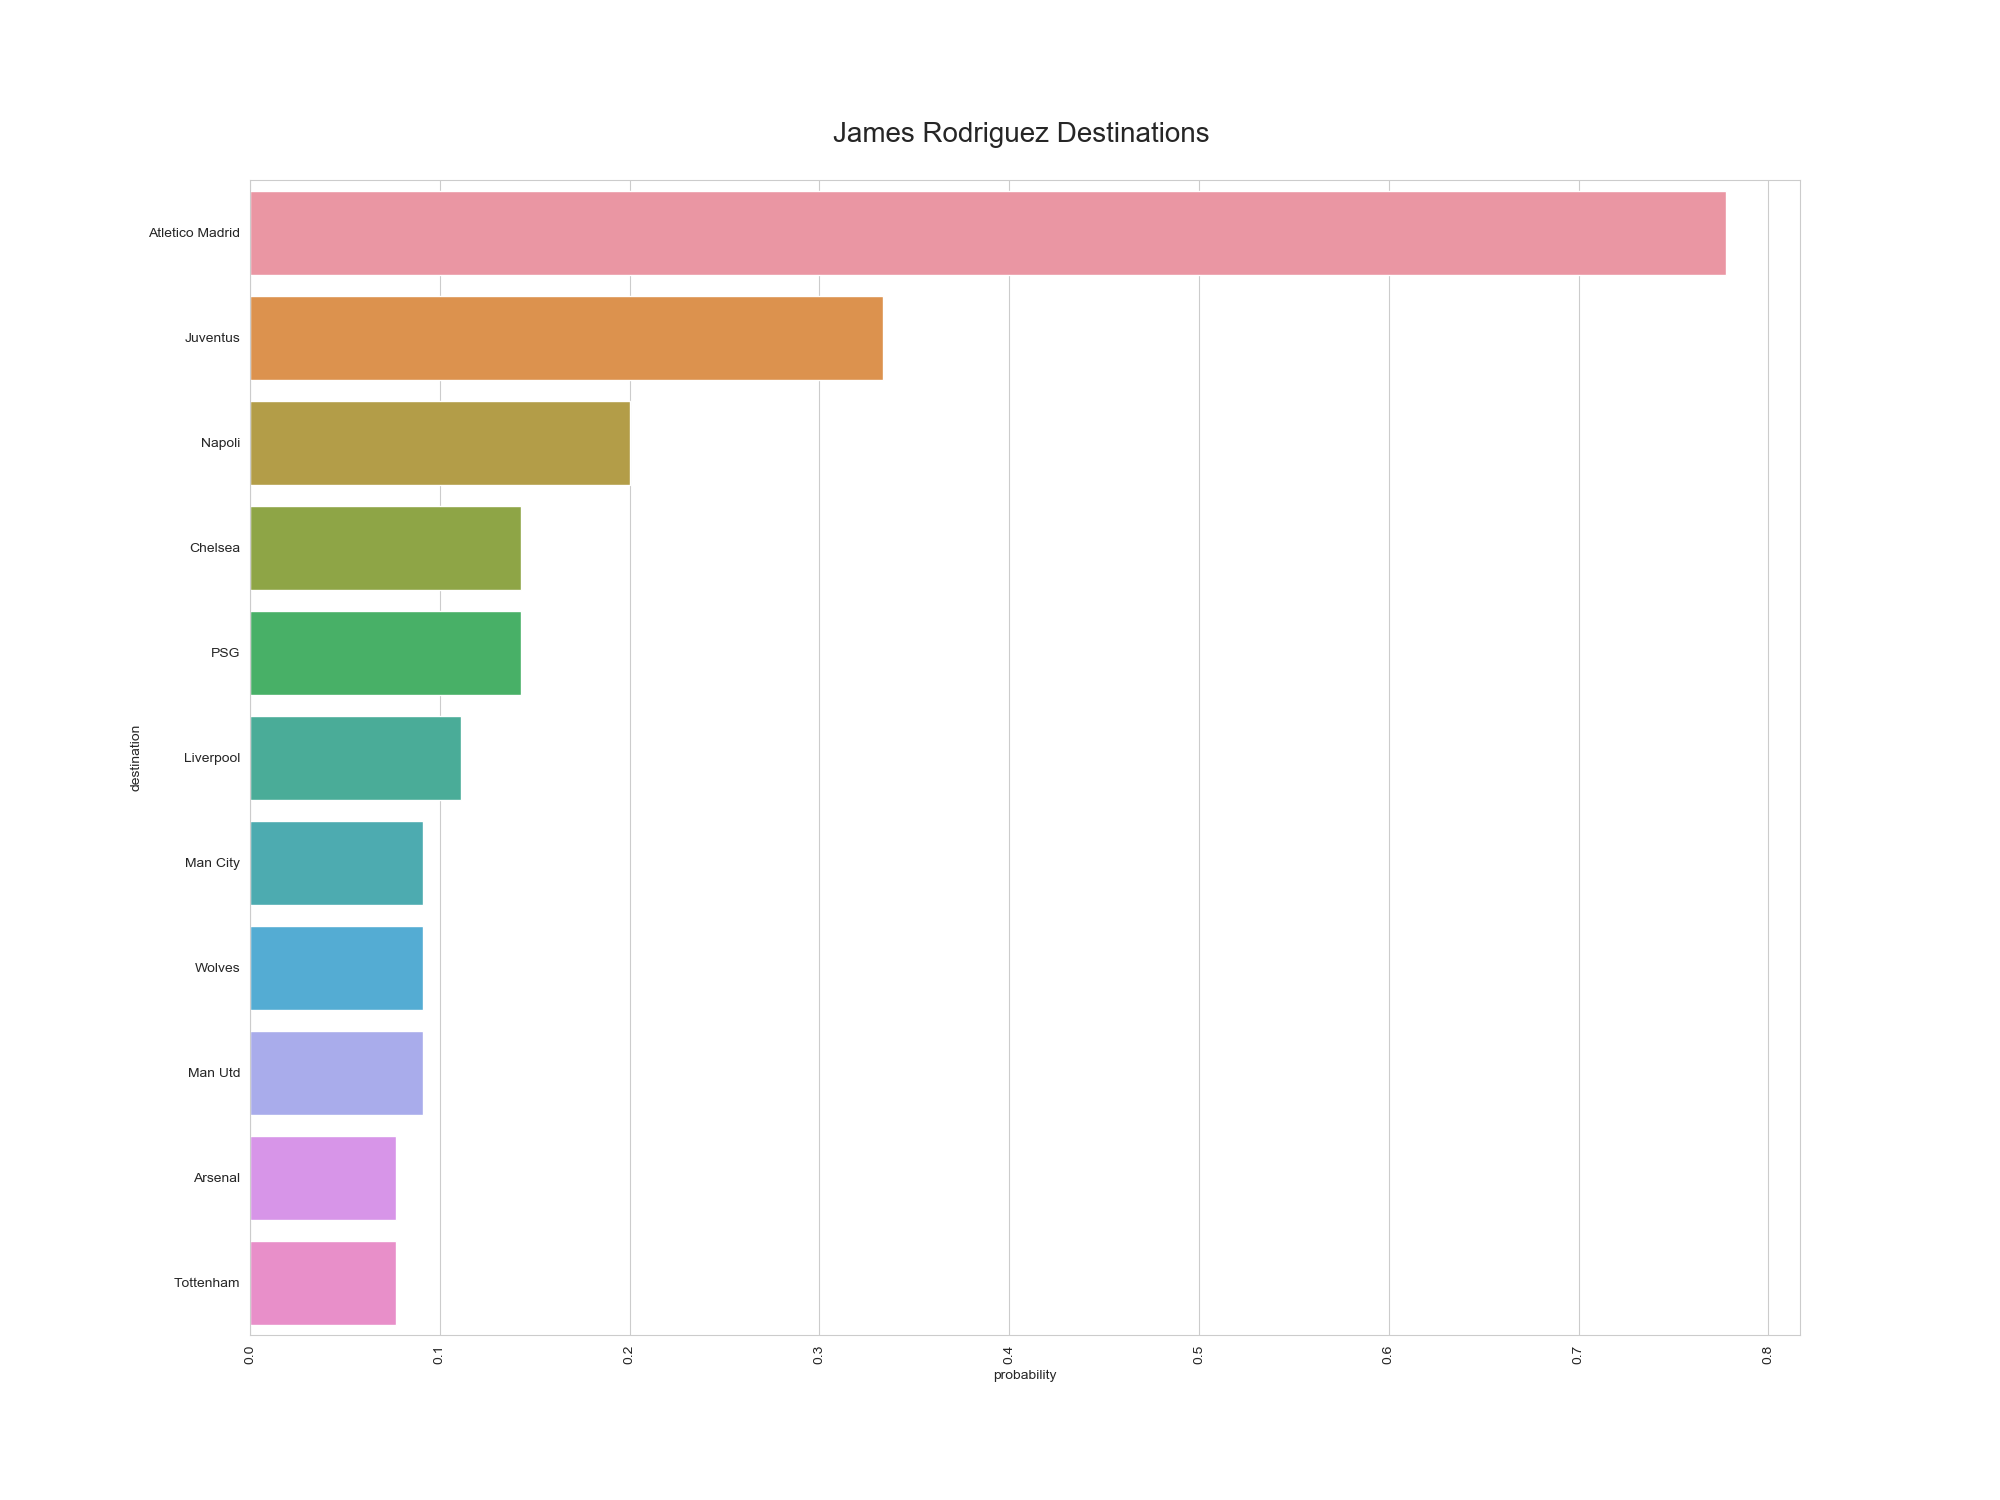 James Rodriguez Destinations
Atletico Madrid
Juventus
Napoli
Chelsea
PSG
Liverpool
Man City
Wolves
Man Utd
Arsenal
Tottenham
destination
0.0
0.1
0.2
0.3
0.4
0.5
0.6
0.7
0.8
probability